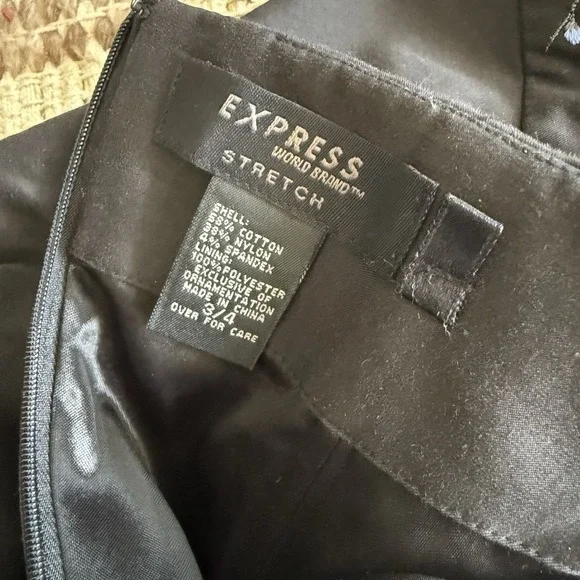 EXPRESS
WORLD BRAND™
STRETCH
SHELL:
58% COTTON
38% NYLON
4% SPANDEX
LINING:
100% POLYESTER
EXCLUSIVE OF
ORNAMENTATION
MADE IN CHINA
3/4
OVER FOR CARE